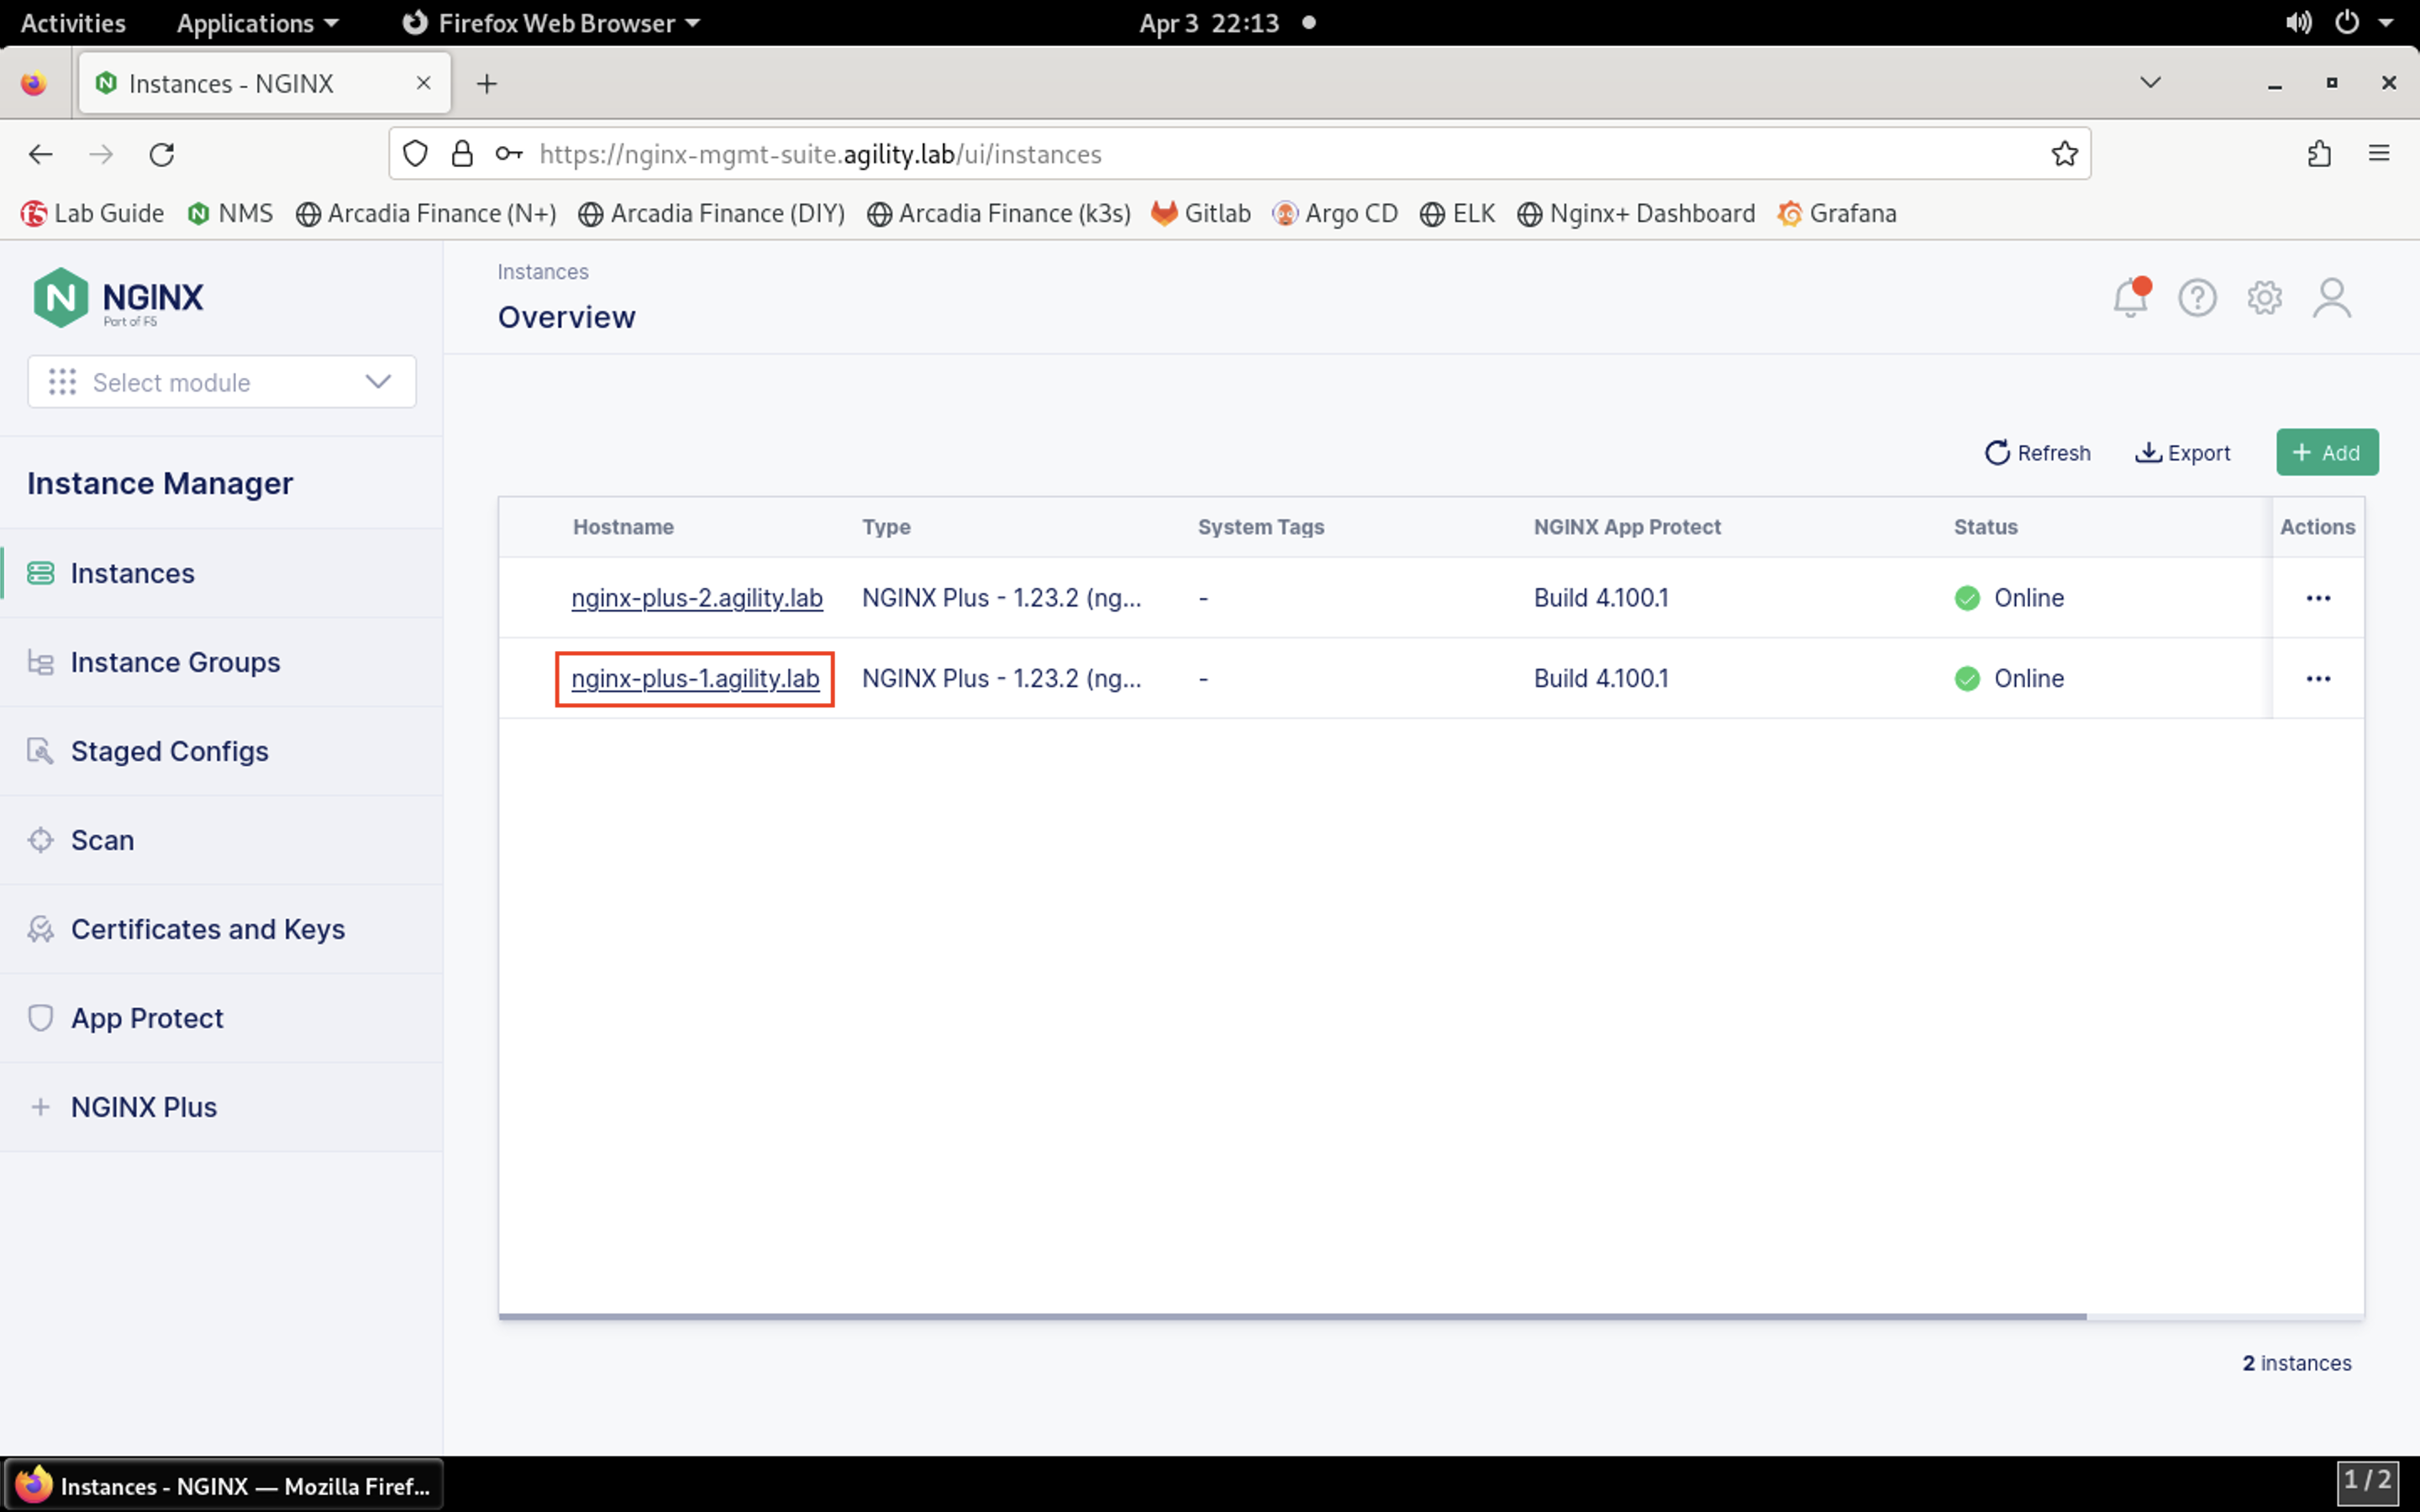 Activities Applications Firefox Web Browser Apr 3 22:13
Instances - NGINX
https://nginx-mgmt-suite.agility.lab/ui/instances
Lab Guide NMS Arcadia Finance (N+) Arcadia Finance (DIY) Arcadia Finance (k3s) Gitlab Argo CD ELK Nginx+ Dashboard Grafana
NGINX
Part of F5
Select module
Instance Manager
Instances
Instance Groups
Staged Configs
Scan
Certificates and Keys
App Protect
NGINX Plus
Instances
Overview
Refresh Export + Add
Hostname Type System Tags NGINX App Protect Status Actions
nginx-plus-2.agility.lab NGINX Plus - 1.23.2 (ng... - Build 4.100.1 Online ...
nginx-plus-1.agility.lab NGINX Plus - 1.23.2 (ng... - Build 4.100.1 Online ...
2 instances
Instances - NGINX — Mozilla Firef...
1 / 2